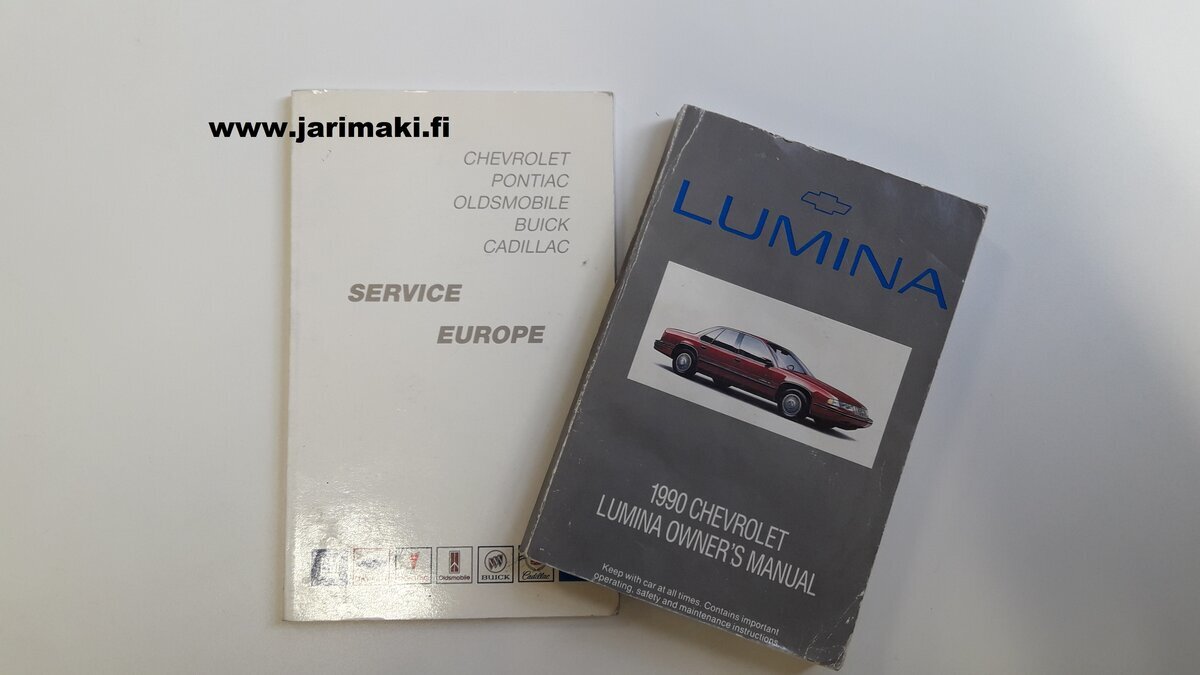 www.jarimaki.fi
CHEVROLET
PONTIAC
OLDSMOBILE
BUICK
CADILLAC
SERVICE
EUROPE
Oldsmobile
BUICK
Cadillac
LUMINA
1990 CHEVROLET
LUMINA OWNER'S MANUAL
Keep with car at all times. Contains important
operating, safety and maintenance instructions.